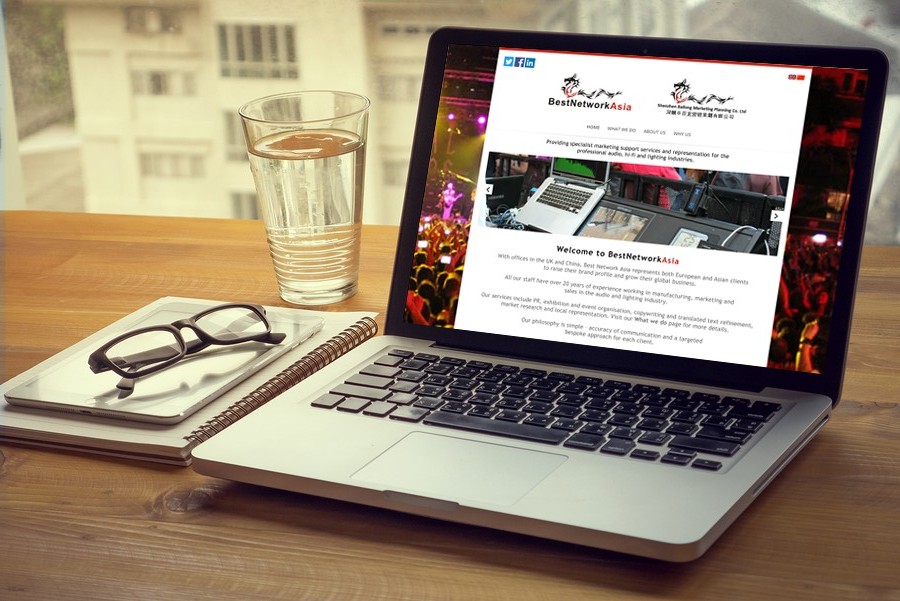 BestNetworkAsia
Shenzhen Baifeng Marketing Planning Co. Ltd
HOME WHAT WE DO ABOUT US WHY US
Providing specialist marketing support services and representation for the
professional audio, hi-fi and lighting industries.
Welcome to BestNetworkAsia
With offices in the UK and China, Best Network Asia represents both European and Asian clients
to raise their brand profile and grow their global business.
All our staff here over 20 years of experience working in manufacturing, marketing and
sales in the audio and lighting industry.
Our services include PR, exhibition and event organisation, copywriting and translated text refinement,
market research and local representation. Visit our What we do page for more details.
Our philosophy is simple - accuracy of communication and a targeted
bespoke approach for each client.